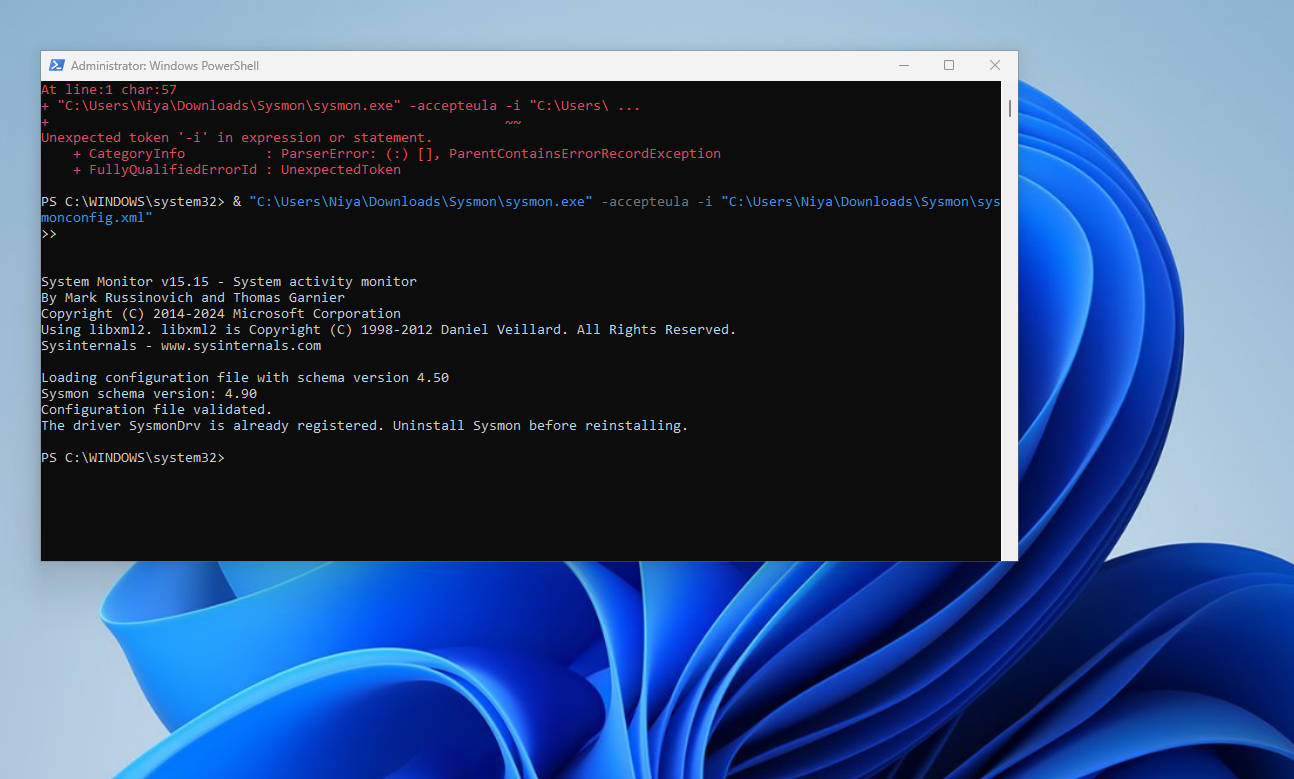 Administrator: Windows PowerShell
At line:1 char:57
+ "C:\Users\Niya\Downloads\Sysmon\sysmon.exe" -accepteula -i "C:\Users\ ...
+                                                         ~~
Unexpected token '-i' in expression or statement.
    + CategoryInfo          : ParserError: (:) [], ParentContainsErrorRecordException
    + FullyQualifiedErrorId : UnexpectedToken
PS C:\WINDOWS\system32> & "C:\Users\Niya\Downloads\Sysmon\sysmon.exe" -accepteula -i "C:\Users\Niya\Downloads\Sysmon\sys
monconfig.xml"
>>
System Monitor v15.15 - System activity monitor
By Mark Russinovich and Thomas Garnier
Copyright (C) 2014-2024 Microsoft Corporation
Using libxml2. libxml2 is Copyright (C) 1998-2012 Daniel Veillard. All Rights Reserved.
Sysinternals - www.sysinternals.com
Loading configuration file with schema version 4.50
Sysmon schema version: 4.90
Configuration file validated.
The driver SysmonDrv is already registered. Uninstall Sysmon before reinstalling.
PS C:\WINDOWS\system32>